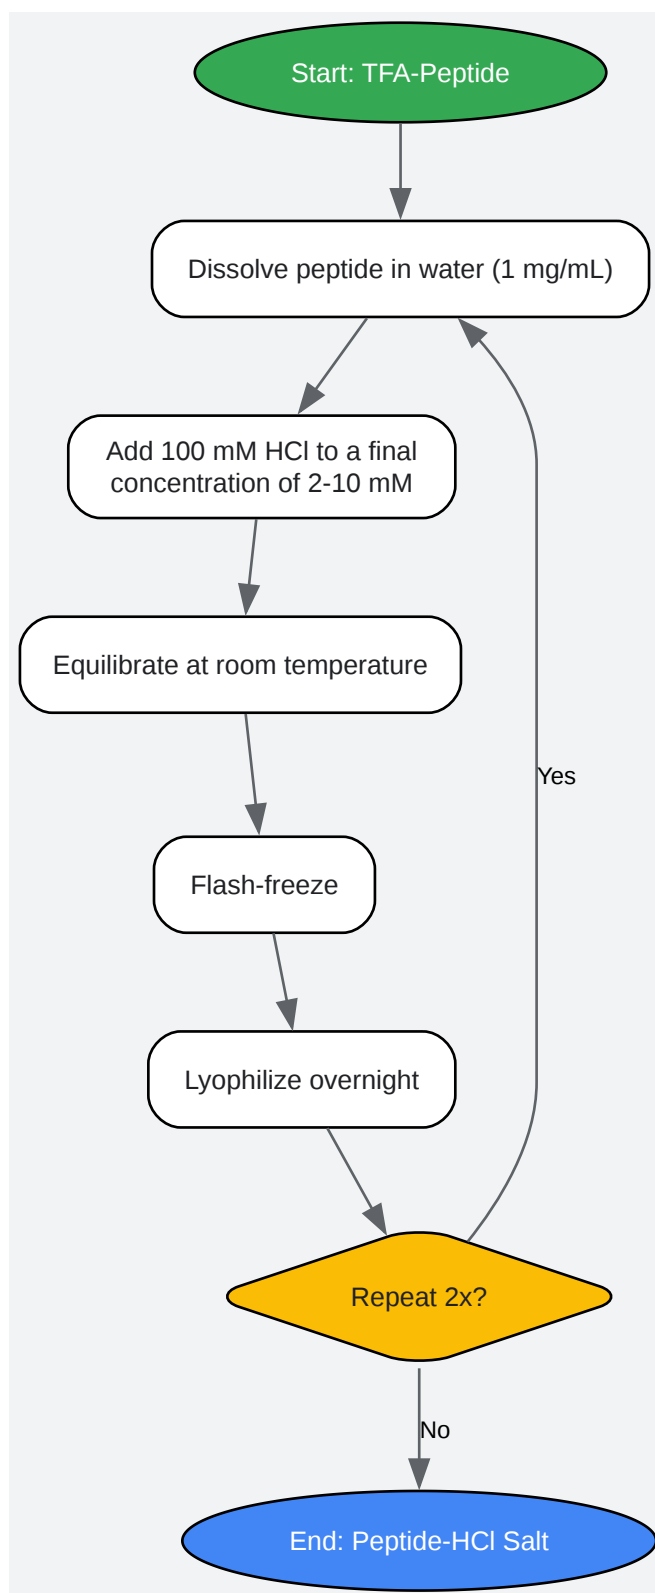 Start: TFA-Peptide
Dissolve peptide in water (1 mg/mL)
Add 100 mM HCl to a final
concentration of 2-10 mM
Equilibrate at room temperature
Yes
Flash-freeze
Lyophilize overnight
Repeat 2x?
No
End: Peptide-HCl Salt